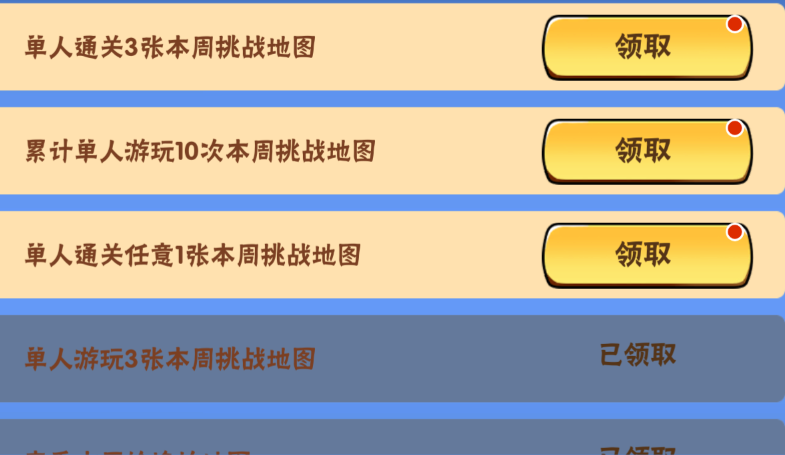 单人通关3张本周挑战地图
领取
累计单人游玩10次本周挑战地图
领取
单人通关任意1张本周挑战地图
领取
单人游玩3张本周挑战地图
已领取
已领取